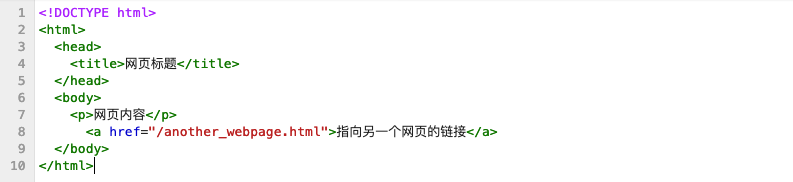 1 <!DOCTYPE html>
2 <html>
3   <head>
4     <title>网页标题</title>
5   </head>
6   <body>
7     <p>网页内容</p>
8       <a href="/another_webpage.html">指向另一个网页的链接</a>
9   </body>
10 </html>